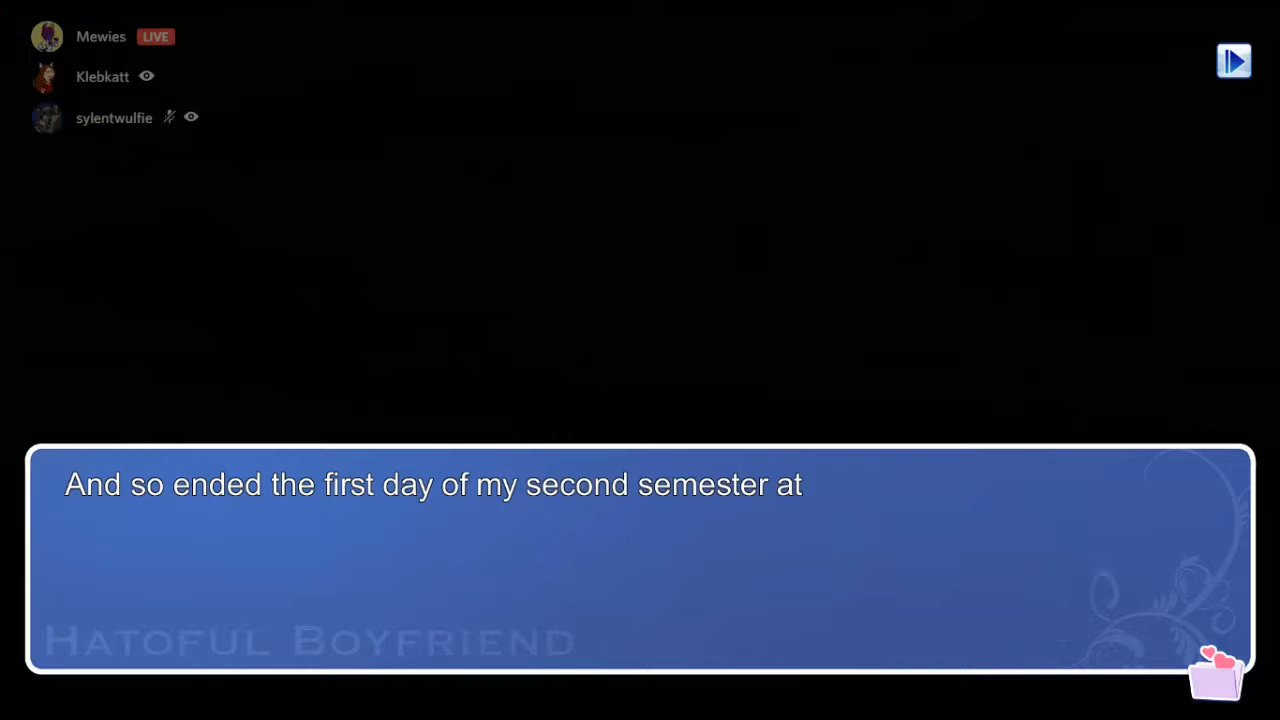 Mewies LIVE
Klebkatt
sylentwulfie
And so ended the first day of my second semester at
HATOFUL BOYFRIEND